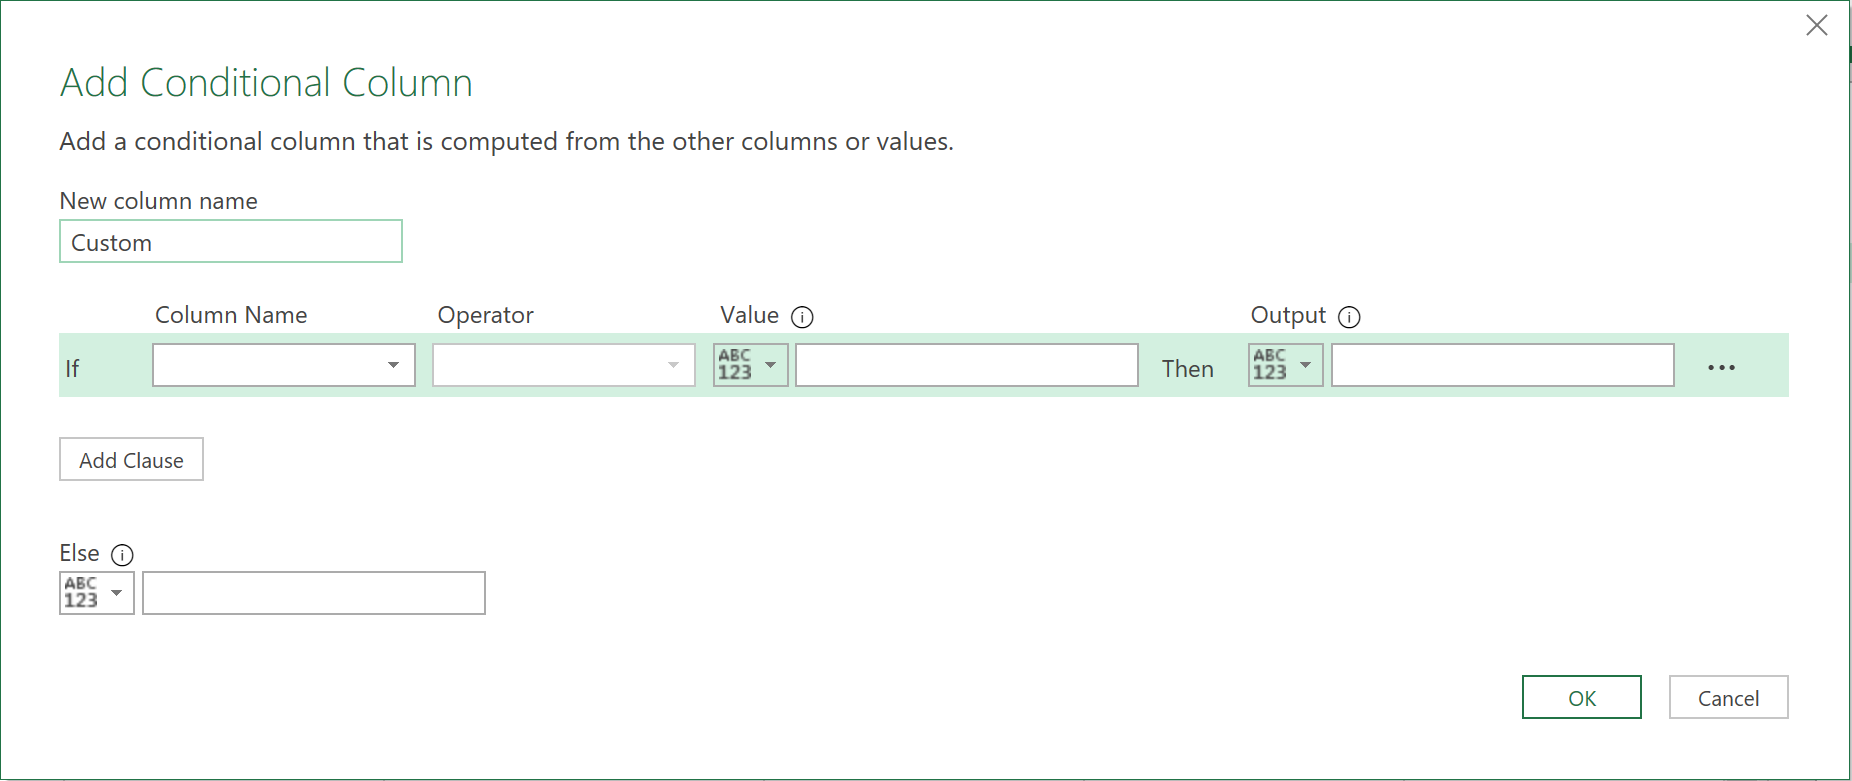 Add Conditional Column
Add a conditional column that is computed from the other columns or values.
New column name
Custom
Column Name Operator Value Output
If ABC 123 Then ABC 123 ...
Add Clause
Else
ABC 123
OK Cancel